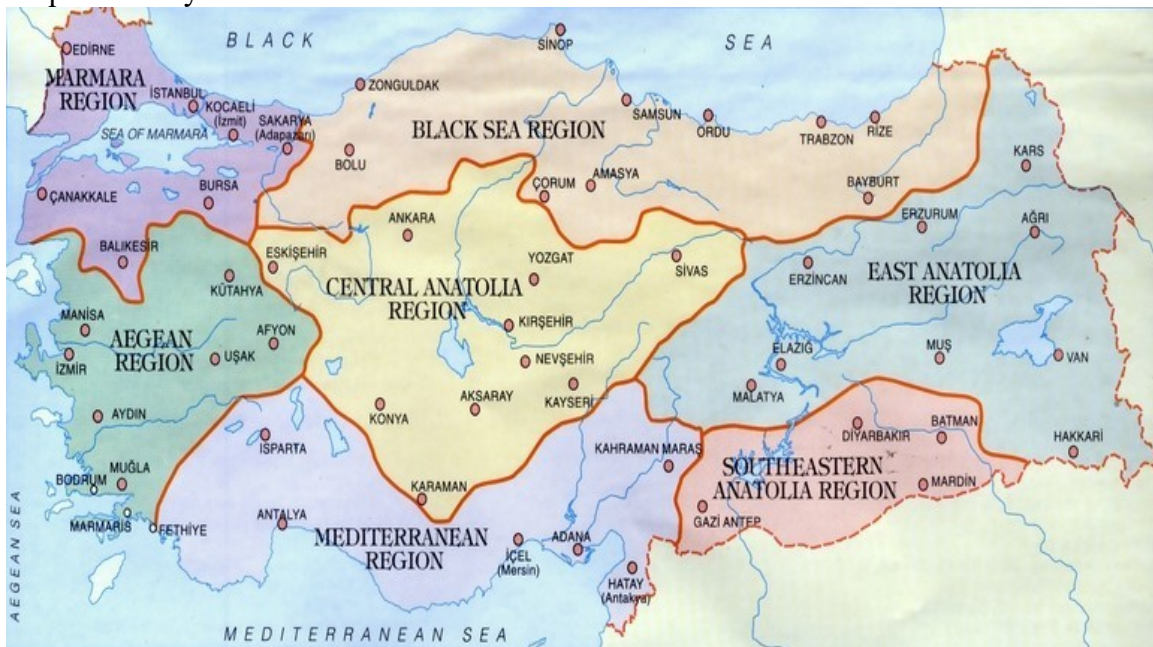 BLACK SEA
EDİRNE
MARMARA
REGION
İSTANBUL
KOCAELİ
(İzmit)
SEA OF MARMARA
SAKARYA
(Adapazarı)
ÇANAKKALE
BURSA
BALIKESİR
SİNOP
ZONGULDAK
BOLU
BLACK SEA REGION
SAMSUN
ORDU
TRABZON
RİZE
ÇORUM
AMASYA
BAYBURT
KARS
ERZURUM
AĞRI
ERZİNCAN
EAST ANATOLIA
REGION
ELAZIĞ
MUŞ
VAN
MALATYA
HAKKARİ
ANKARA
ESKİŞEHİR
YOZGAT
SİVAS
CENTRAL ANATOLIA
REGION
KIRŞEHİR
NEVŞEHİR
AKSARAY
KAYSERİ
KONYA
KARAMAN
KÜTAHYA
MANİSA
AEGEAN
REGION
AFYON
UŞAK
İZMİR
AYDIN
MUĞLA
BODRUM
MARMARİS
FETHİYE
AEGEAN SEA
ISPARTA
ANTALYA
MEDITERRANEAN
REGION
İÇEL
(Mersin)
ADANA
KAHRAMAN MARAŞ
HATAY
(Antakya)
DİYARBAKIR
BATMAN
SOUTHEASTERN
ANATOLIA REGION
MARDİN
GAZİ ANTEP
MEDITERRANEAN SEA